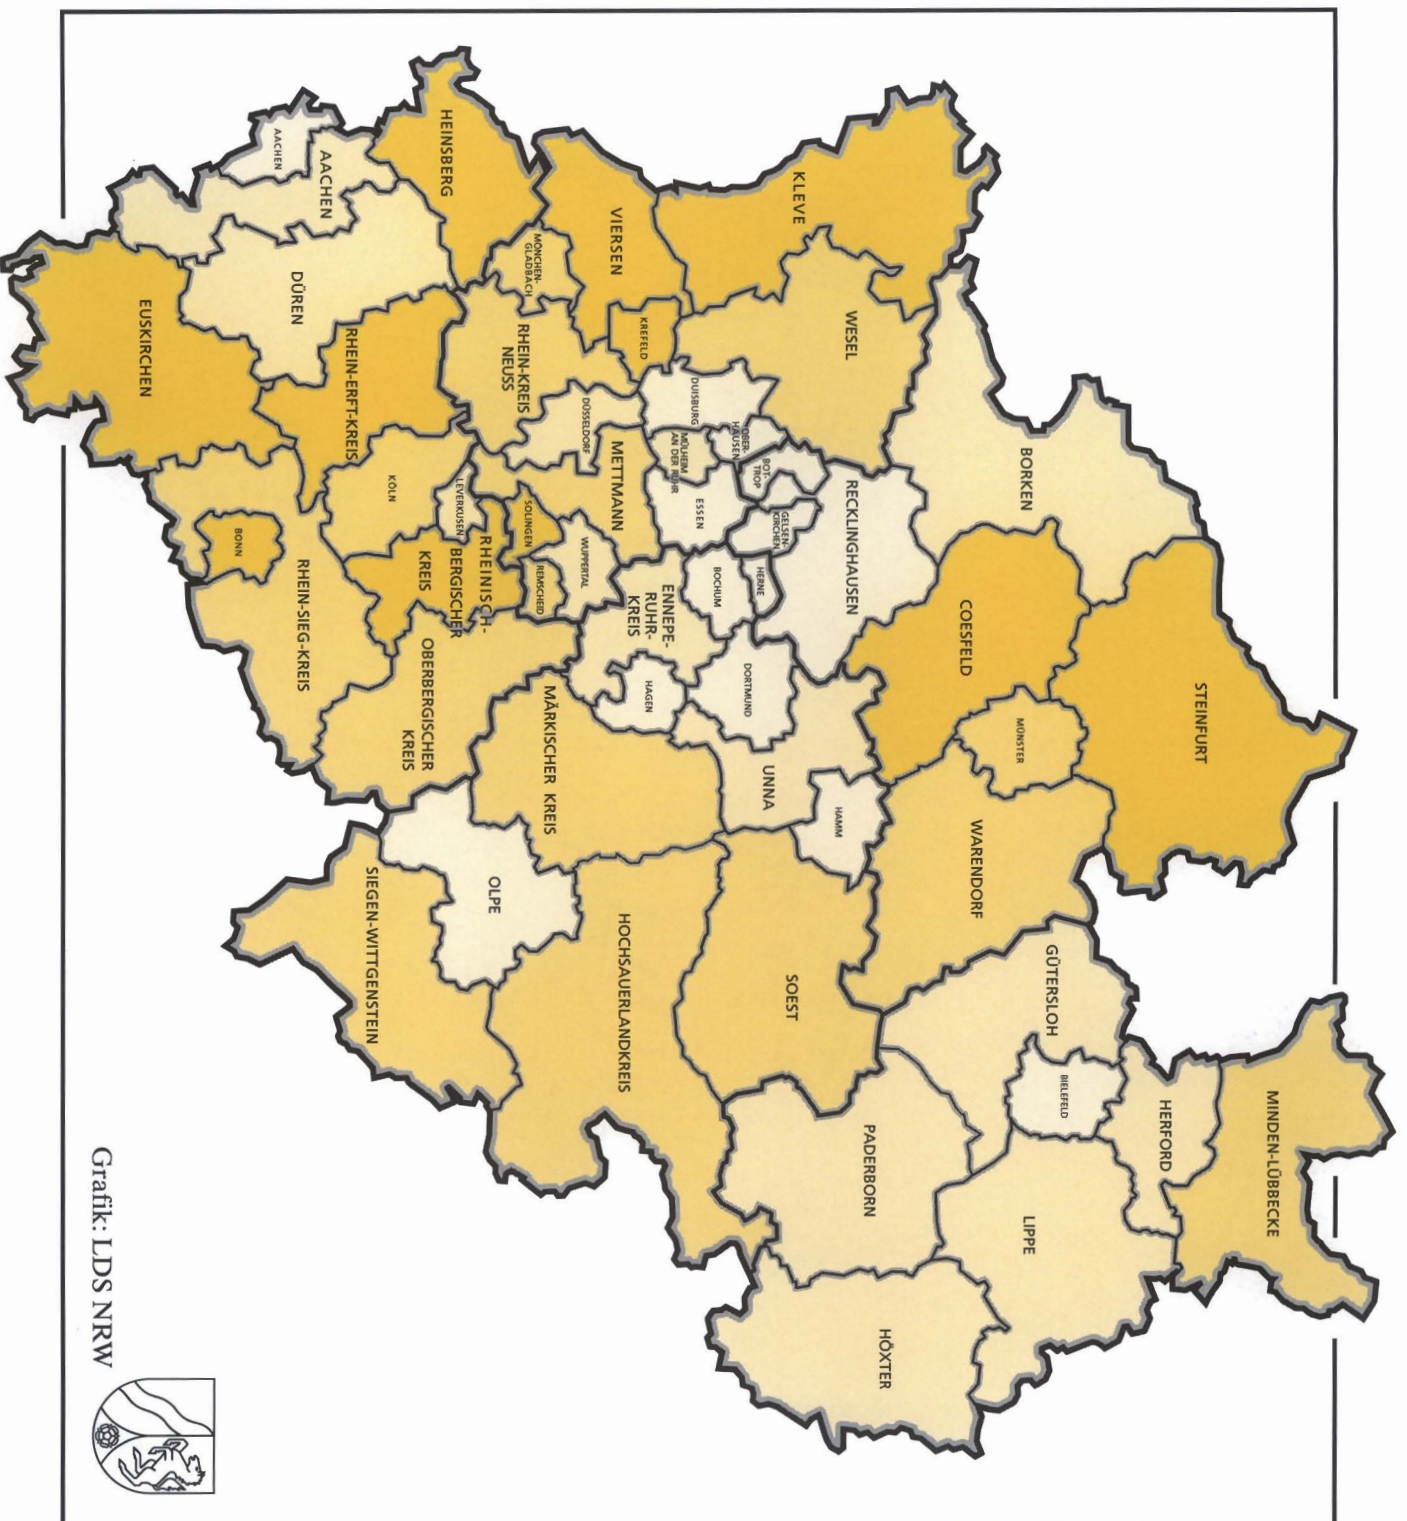 STEINFURT
MINDEN-LÜBBECKE
HERFORD
BORKEN
COESFELD
MÜNSTER
WARENDORF
GÜTERSLOH
BIELEFELD
LIPPE
KLEVE
WESEL
RECKLINGHAUSEN
HAMM
SOEST
PADERBORN
HÖXTER
BOT-
TROP
GELSEN-
KIRCHEN
OBER-
HAUSEN
HERNE
UNNA
DORTMUND
DUISBURG
MÜLHEIM
AN DER RUHR
ESSEN
BOCHUM
VIERSEN
KREFELD
METTMANN
ENNEPE-
RUHR-
KREIS
HAGEN
HOCHSAUERLANDKREIS
DÜSSELDORF
WUPPERTAL
MÄRKISCHER KREIS
MÖNCHEN-
GLADBACH
RHEIN-KREIS
NEUSS
SOLINGEN
REMSCHEID
OLPE
HEINSBERG
LEVERKUSEN
RHEINISCH-
BERGISCHER
KREIS
OBERBERGISCHER
KREIS
KÖLN
RHEIN-ERFT-KREIS
SIEGEN-WITTGENSTEIN
AACHEN
AACHEN
DÜREN
RHEIN-SIEG-KREIS
BONN
EUSKIRCHEN
Grafik: LDS NRW